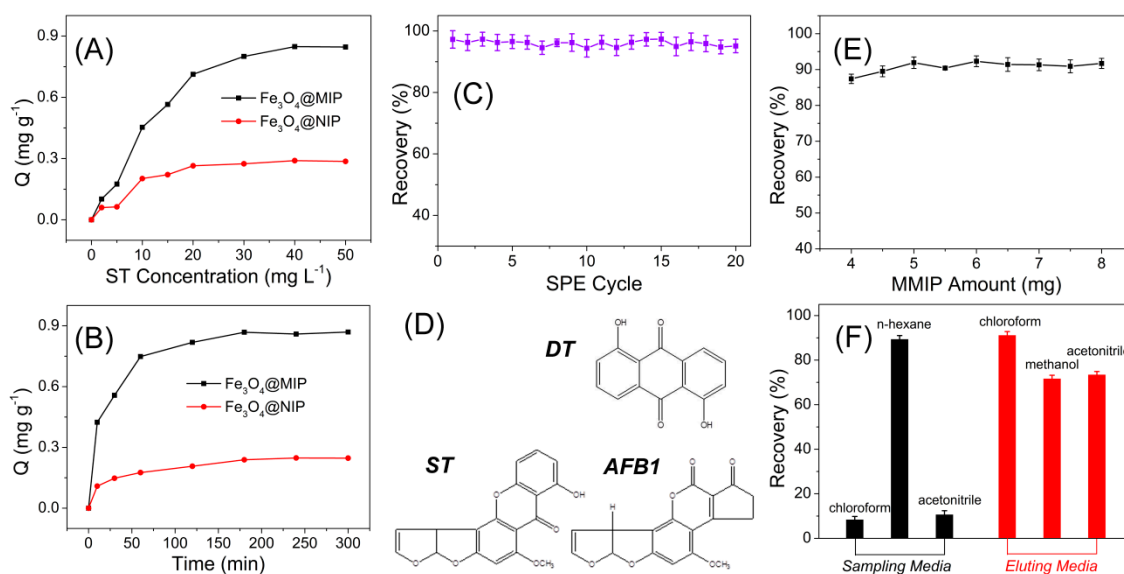 (A)
Q (mg g⁻¹)
0.9
0.6
0.3
0.0
Fe₃O₄@MIP
Fe₃O₄@NIP
0 10 20 30 40 50
ST Concentration (mg L⁻¹)
(B)
Q (mg g⁻¹)
0.9
0.6
0.3
0.0
Fe₃O₄@MIP
Fe₃O₄@NIP
0 50 100 150 200 250 300
Time (min)
(C)
Recovery (%)
100
80
60
40
0 5 10 15 20
SPE Cycle
(D)
DT
OH
O
O
OH
ST
O
OH
O
O
O
OCH₃
AFB1
O
O
O
H
O
O
OCH₃
(E)
Recovery (%)
100
90
80
70
60
50
40
4 5 6 7 8
MMIP Amount (mg)
(F)
Recovery (%)
100
80
60
40
20
0
chloroform
n-hexane
acetonitrile
chloroform
methanol
acetonitrile
Sampling Media
Eluting Media